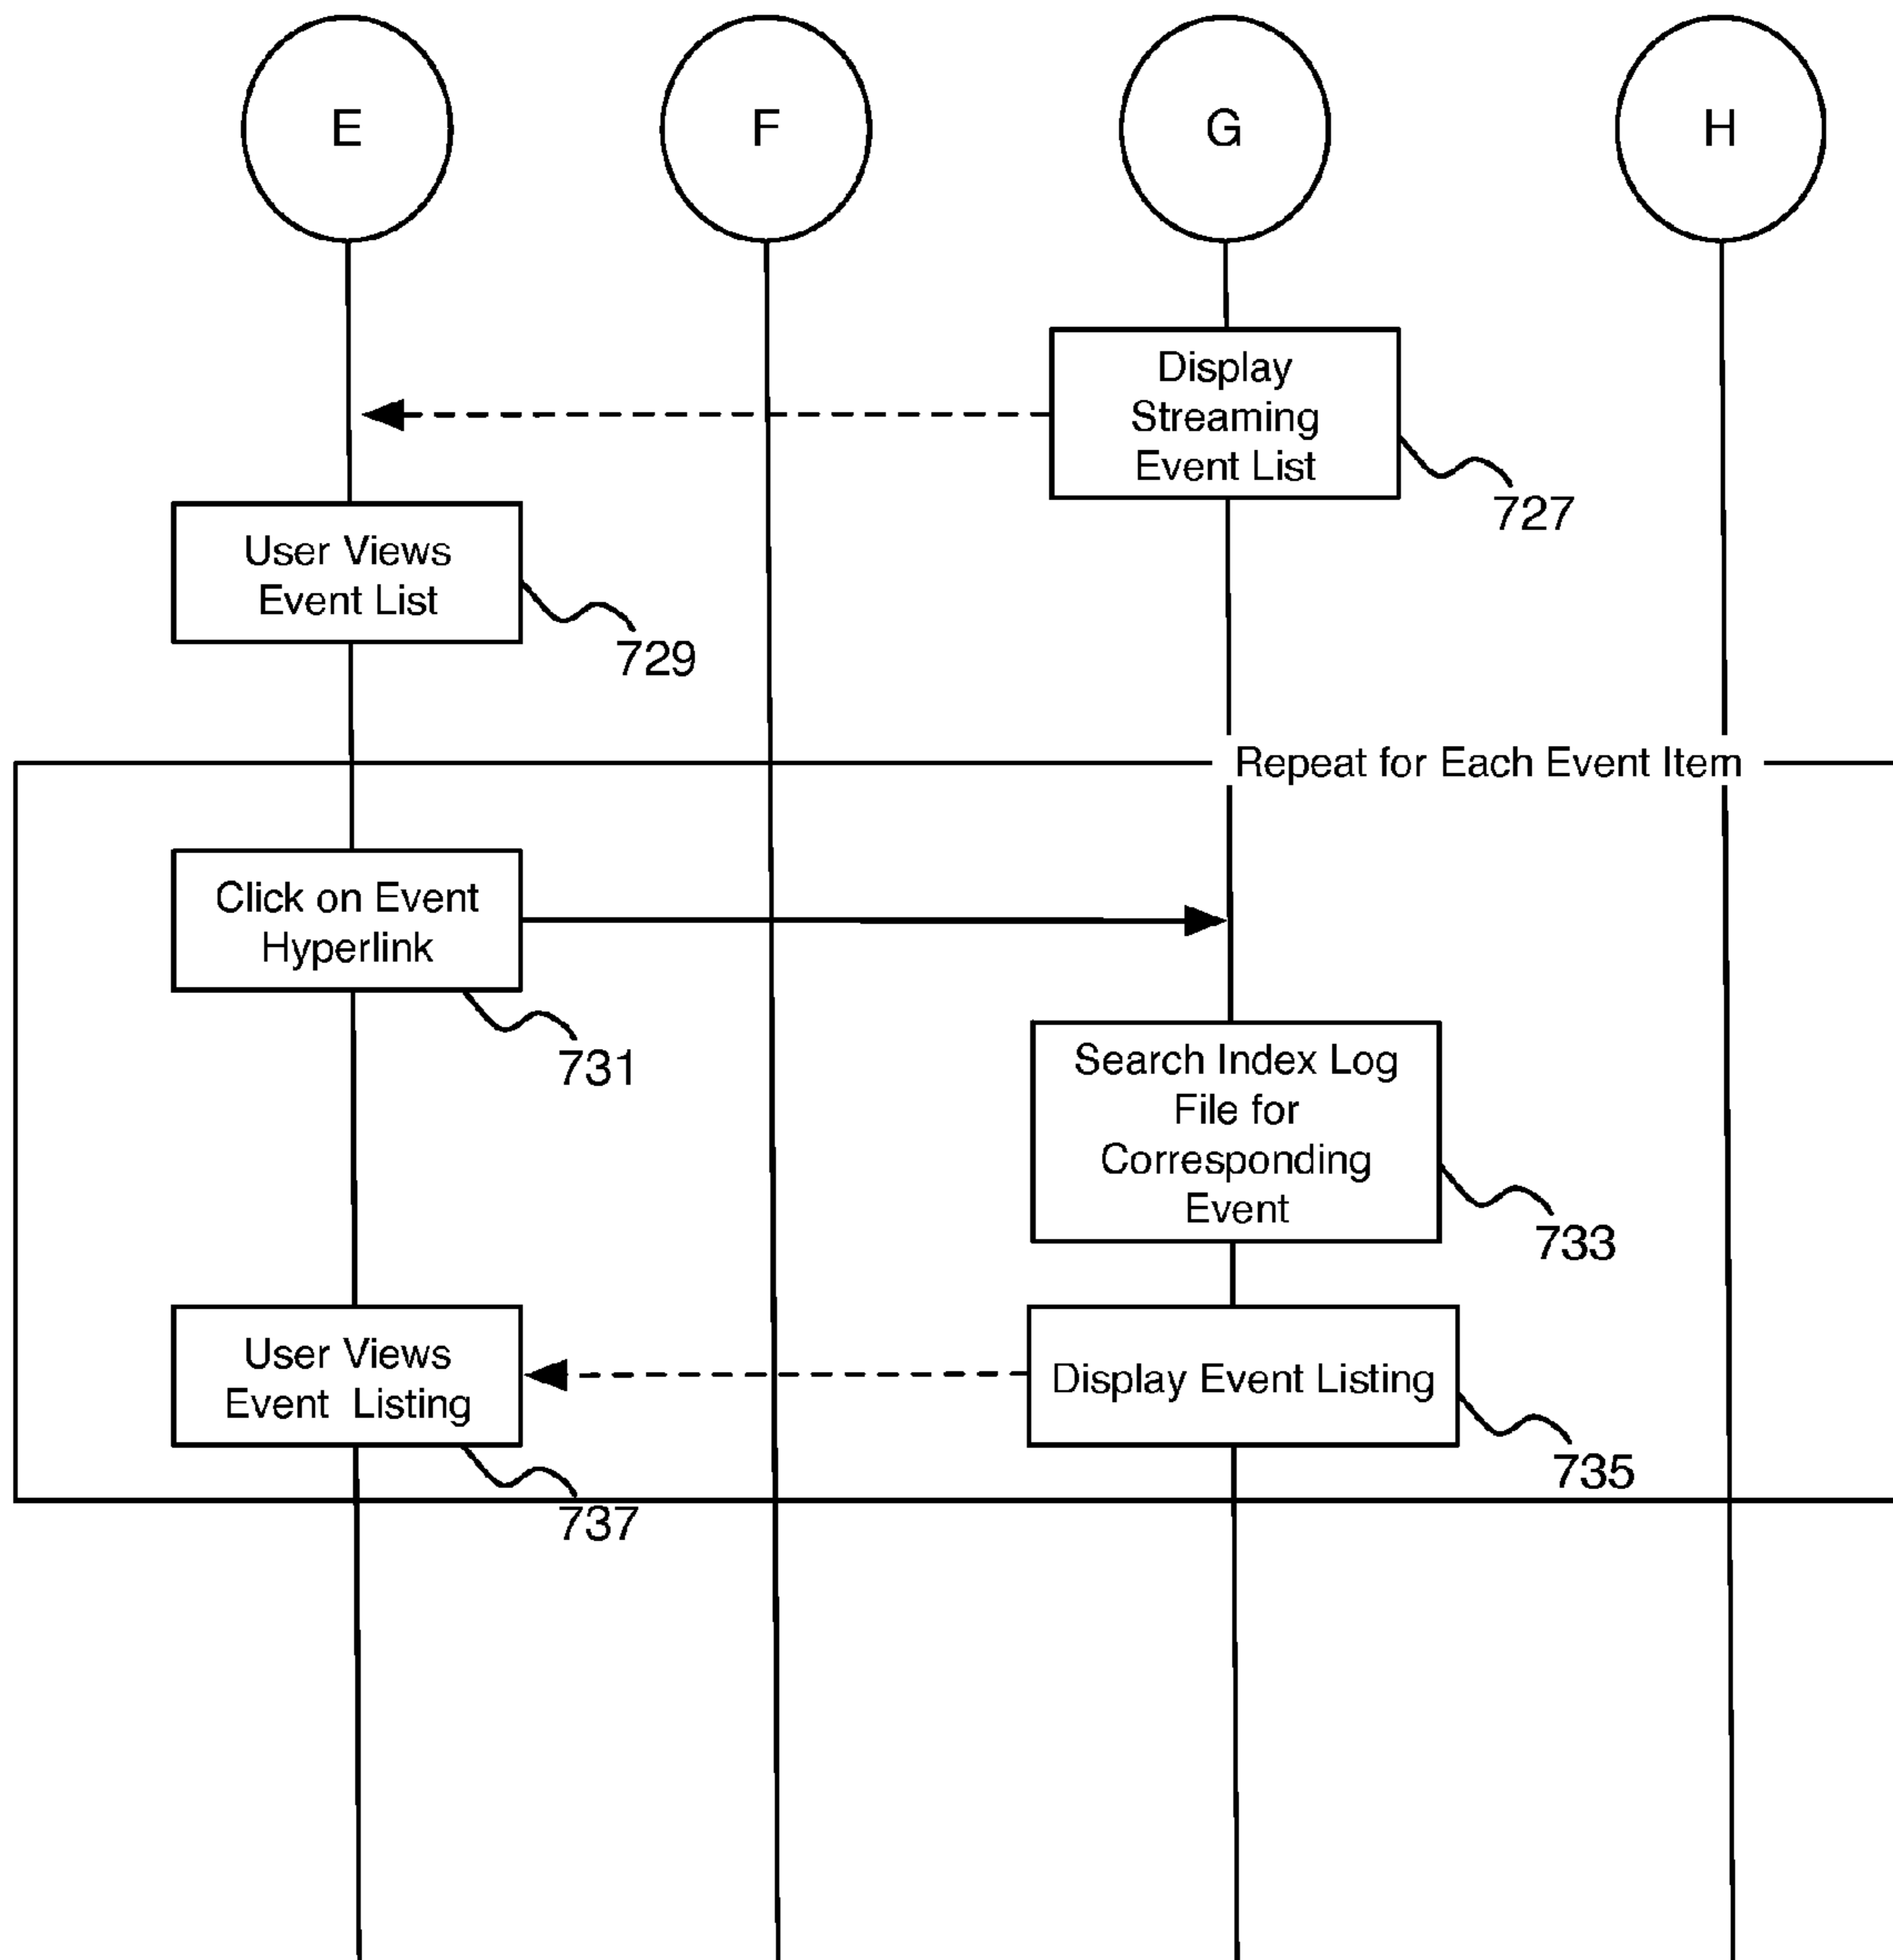 E
F
G
H
Display
Streaming
Event List
727
User Views
Event List
729
Repeat for Each Event Item
Click on Event
Hyperlink
731
Search Index Log
File for
Corresponding
Event
733
User Views
Event Listing
737
Display Event Listing
735